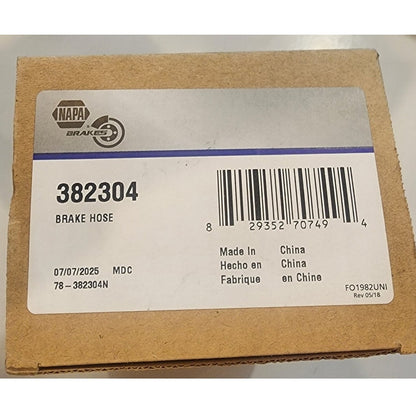 NAPA
BRAKES
382304
BRAKE HOSE
8 29352 70749 4
Made In China
Hecho en China
Fabrique en Chine
07/07/2025 MDC
78-382304N
FO1982UNI
Rev 05/18